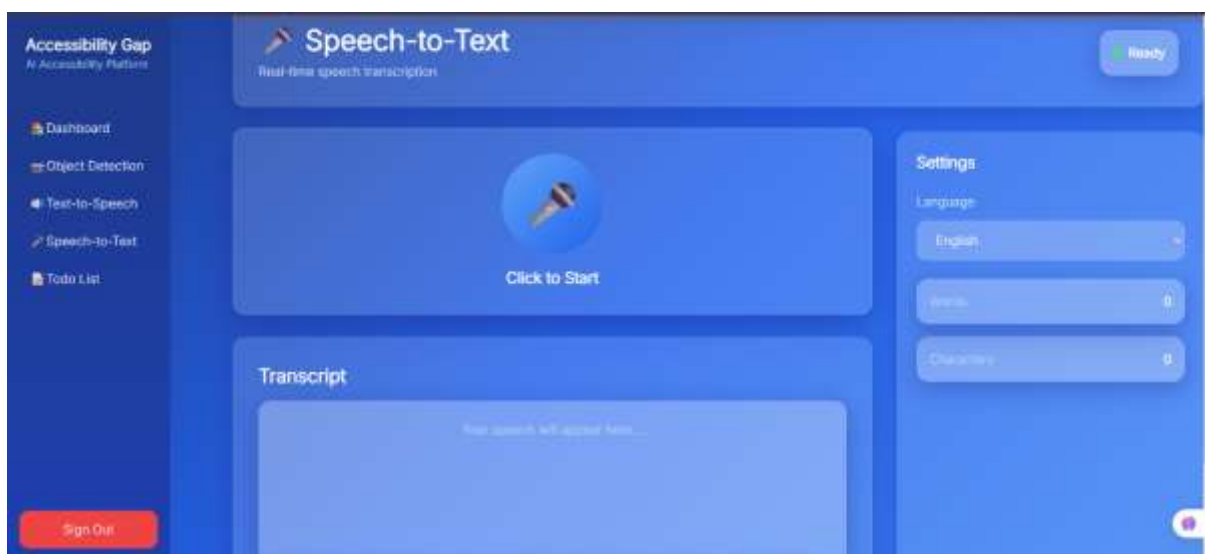 Accessibility Gap
AI Accessibility Platform
Dashboard
Object Detection
Text-to-Speech
Speech-to-Text
Todo List
Sign Out
Speech-to-Text
Real-time speech transcription
Ready
Click to Start
Transcript
Your speech will appear here...
Settings
Language
English
Words 0
Characters 0